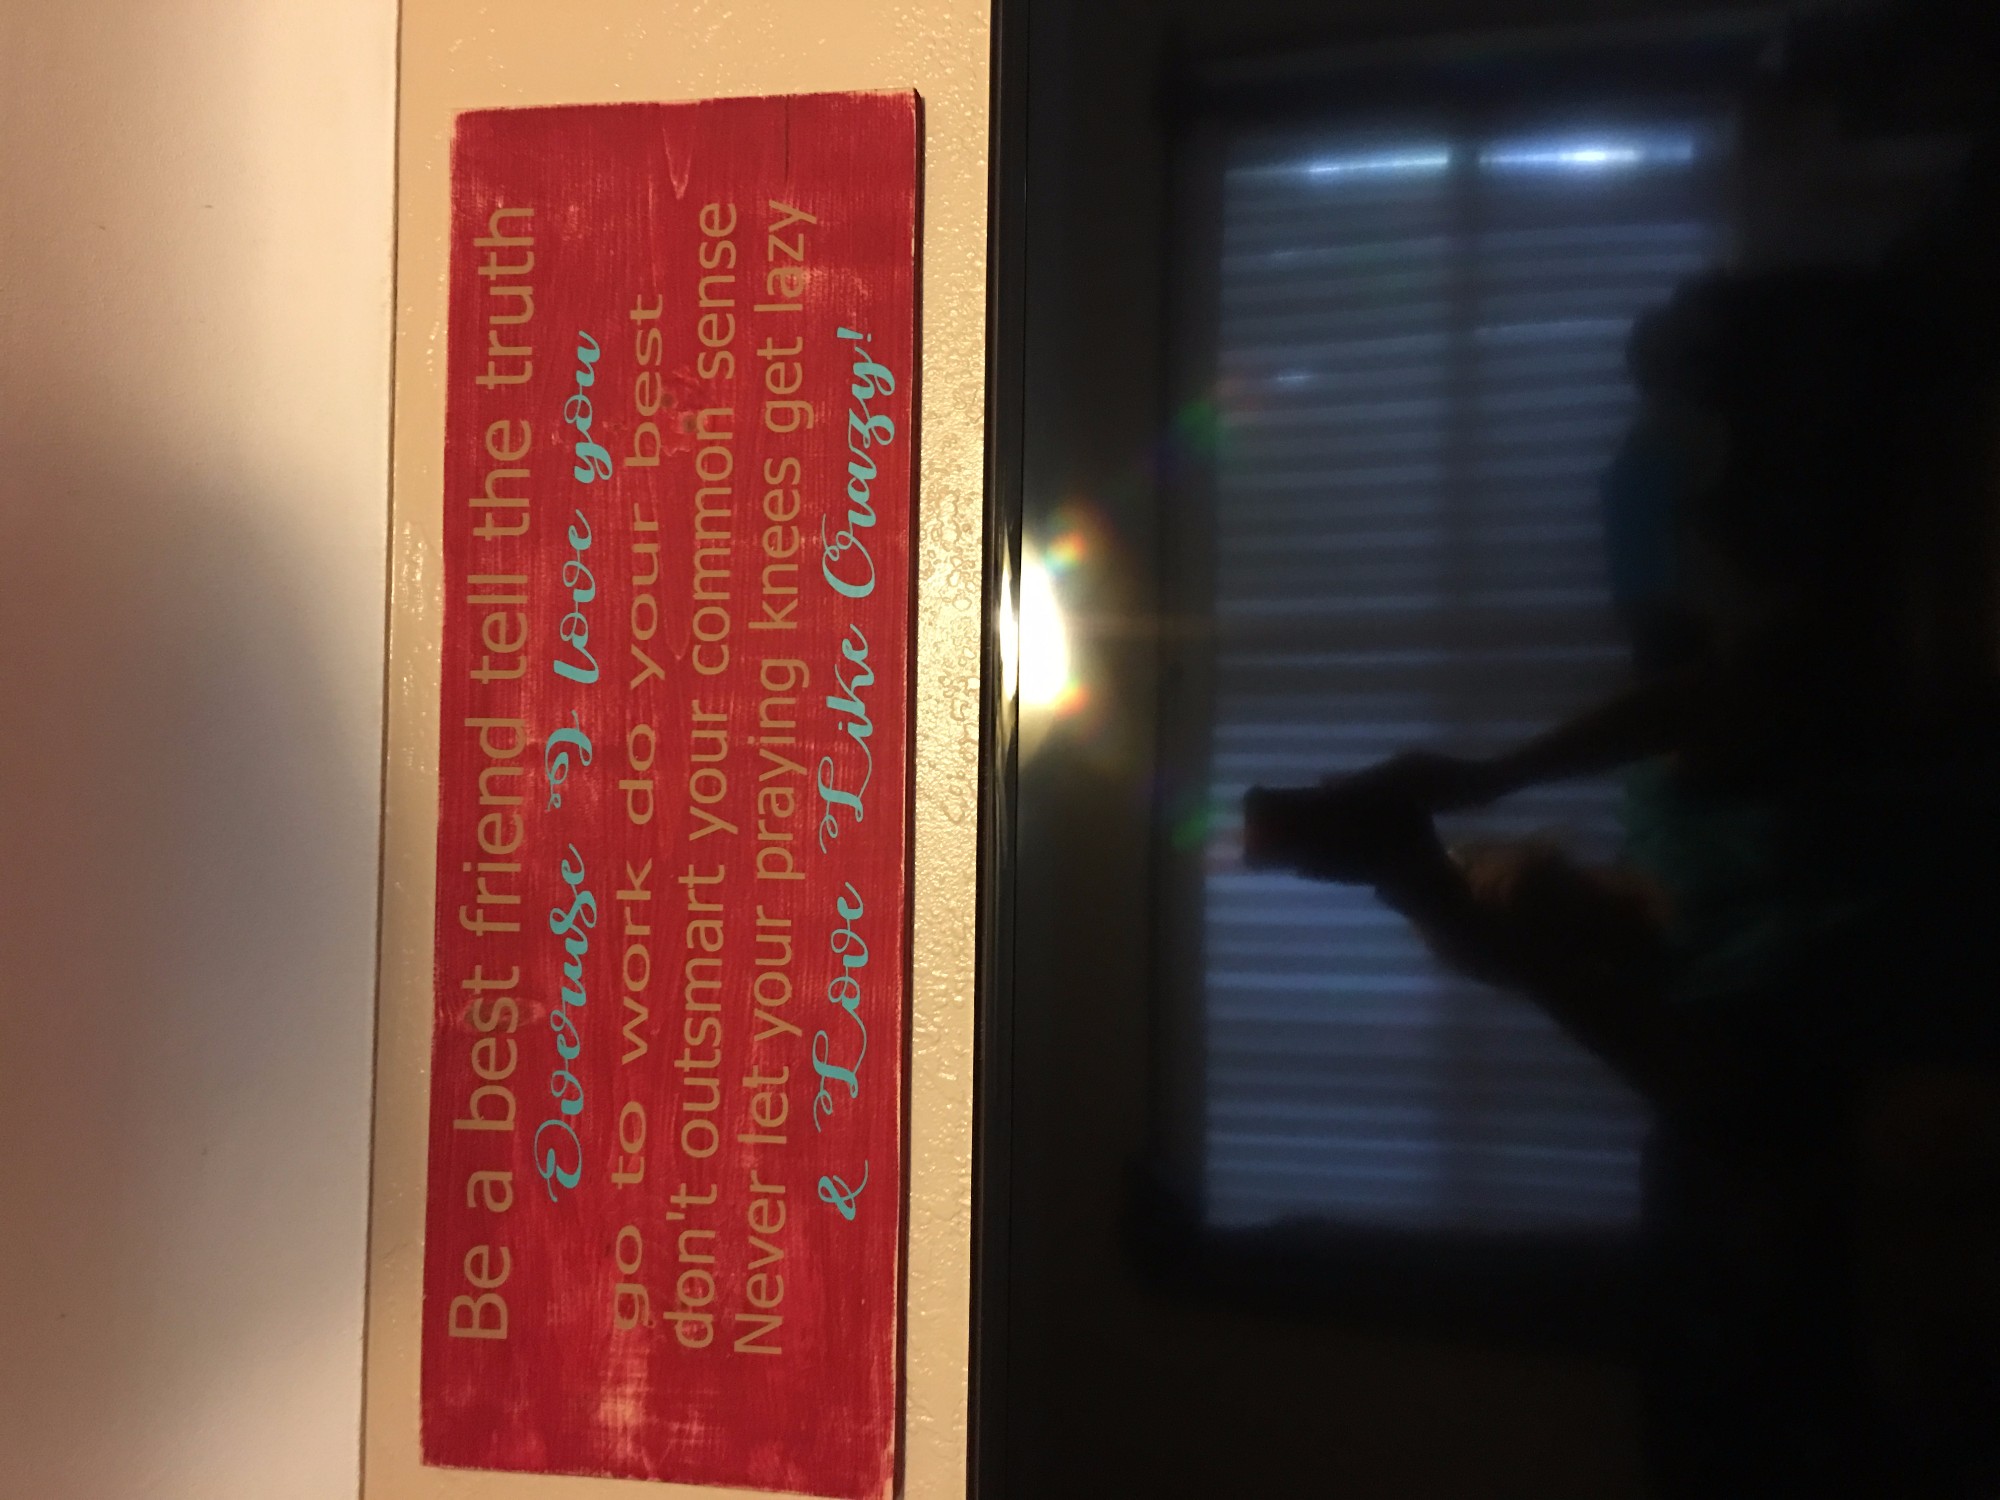 Be a best friend tell the truth
Overuse I love you
go to work do your best
don't outsmart your common sense
Never let your praying knees get lazy
& Love Like Crazy!